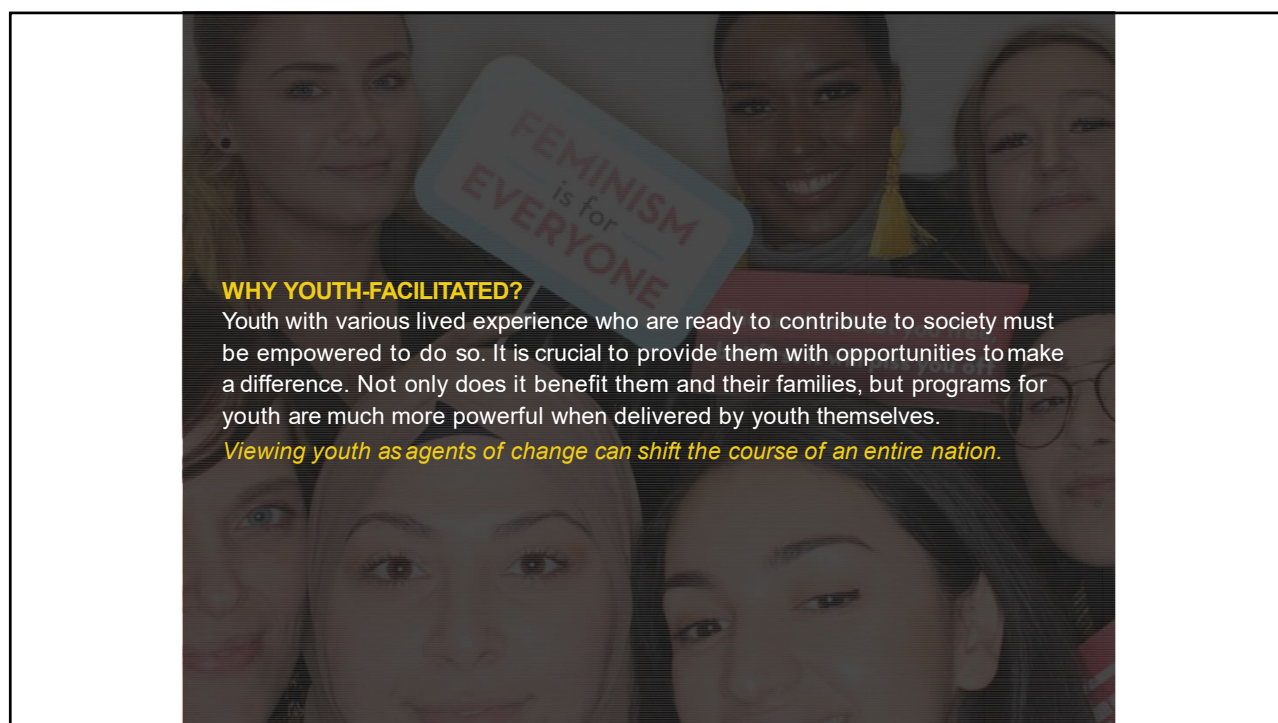 FEMINISM
is for
EVERYONE
WHY YOUTH-FACILITATED?
Youth with various lived experience who are ready to contribute to society must
be empowered to do so. It is crucial to provide them with opportunities tomake
a difference. Not only does it benefit them and their families, but programs for
youth are much more powerful when delivered by youth themselves.
Viewing youth as agents of change can shift the course of an entire nation.